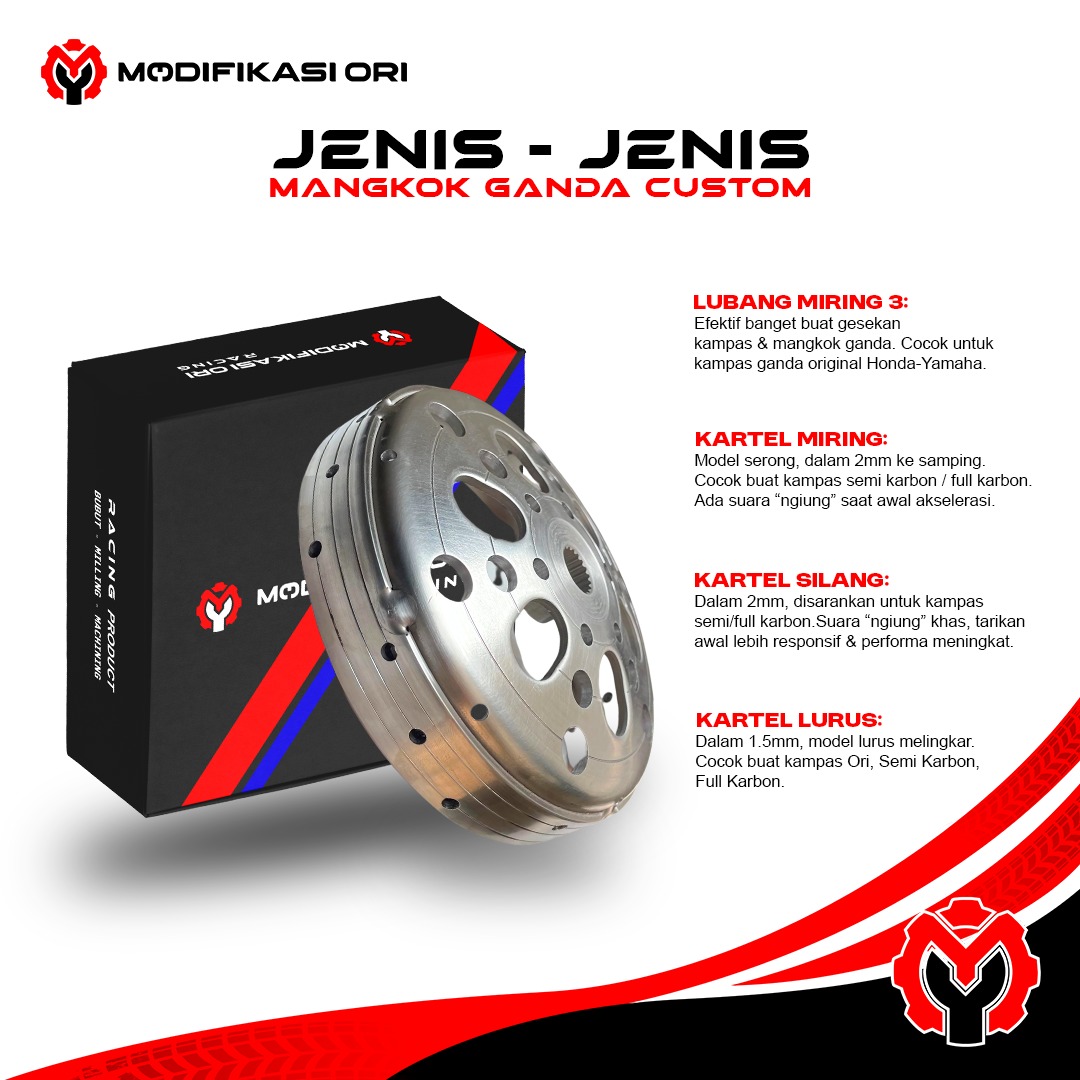 MODIFIKASI ORI
JENIS - JENIS
MANGKOK GANDA CUSTOM
MODIFIKASI ORI
RACING
RACING PRODUCT
BUBUT - MILLING - MACHINING
LUBANG MIRING 3:
Efektif banget buat gesekan
kampas & mangkok ganda. Cocok untuk
kampas ganda original Honda-Yamaha.
KARTEL MIRING:
Model serong, dalam 2mm ke samping.
Cocok buat kampas semi karbon / full karbon.
Ada suara “ngiung” saat awal akselerasi.
KARTEL SILANG:
Dalam 2mm, disarankan untuk kampas
semi/full karbon.Suara “ngiung” khas, tarikan
awal lebih responsif & performa meningkat.
KARTEL LURUS:
Dalam 1.5mm, model lurus melingkar.
Cocok buat kampas Ori, Semi Karbon,
Full Karbon.